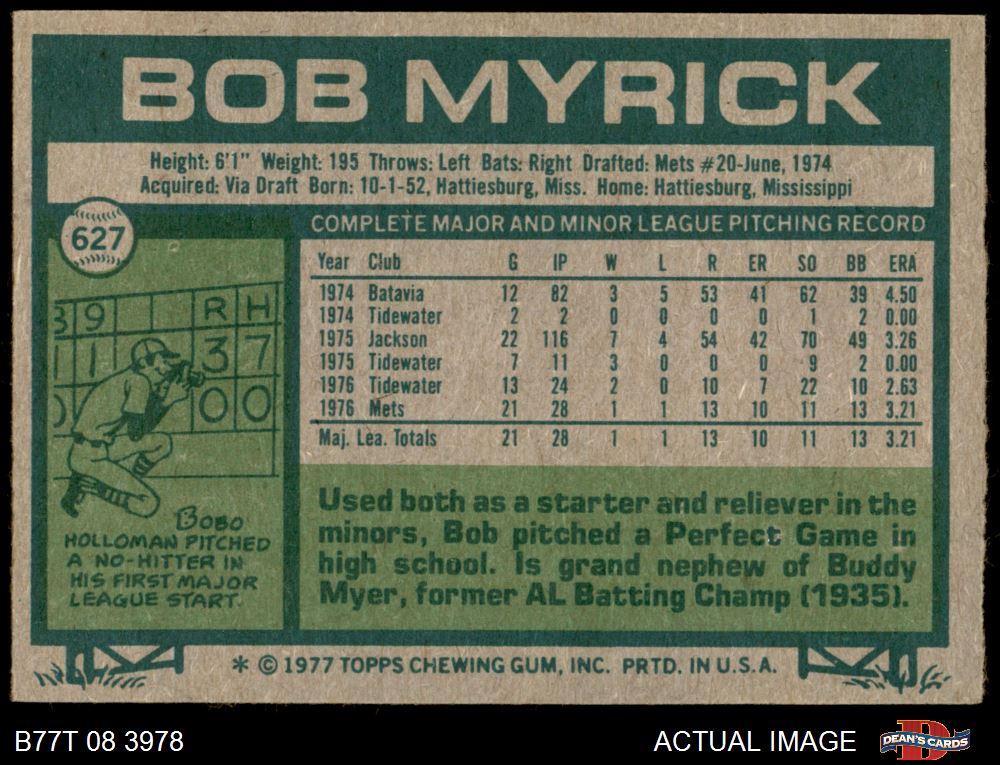 BOB MYRICK
Height: 6'1" Weight: 195 Throws: Left Bats: Right Drafted: Mets #20-June, 1974
Acquired: Via Draft Born: 10-1-52, Hattiesburg, Miss. Home: Hattiesburg, Mississippi
627
COMPLETE MAJOR AND MINOR LEAGUE PITCHING RECORD
Year Club G IP W L R ER SO BB ERA
1974 Batavia 12 82 3 5 53 41 62 39 4.50
1974 Tidewater 2 2 0 0 0 0 1 2 0.00
1975 Jackson 22 116 7 4 54 42 70 49 3.26
1975 Tidewater 7 11 3 0 0 0 9 2 0.00
1976 Tidewater 13 24 2 0 10 7 22 10 2.63
1976 Mets 21 28 1 1 13 10 11 13 3.21
Maj. Lea. Totals 21 28 1 1 13 10 11 13 3.21
9 R H
1 1 3 7
0 0 0
BOBO
HOLLOMAN PITCHED
A NO-HITTER IN
HIS FIRST MAJOR
LEAGUE START.
Used both as a starter and reliever in the
minors, Bob pitched a Perfect Game in
high school. Is grand nephew of Buddy
Myer, former AL Batting Champ (1935).
* © 1977 TOPPS CHEWING GUM, INC. PRTD. IN U.S.A.
B77T 08 3978
ACTUAL IMAGE
D
DEAN'S CARDS